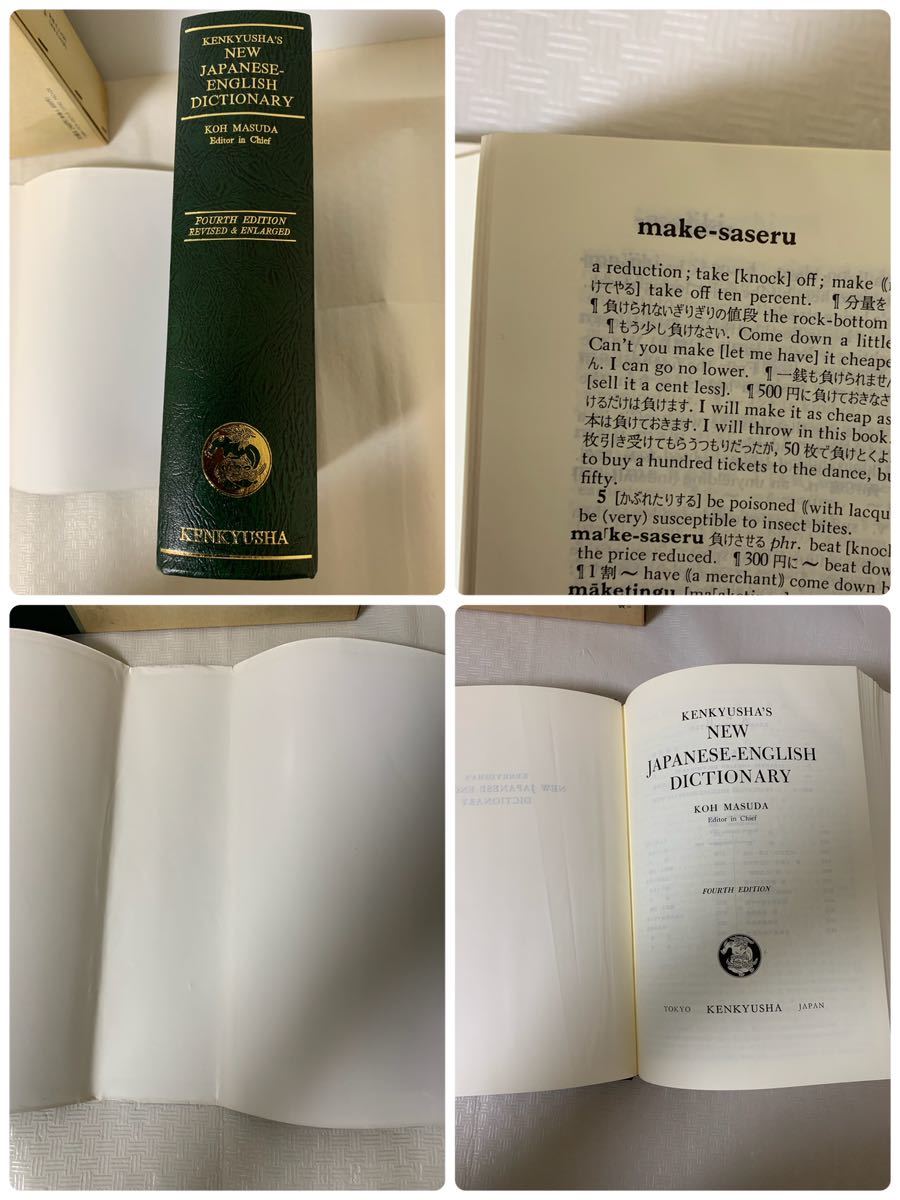 KENKYUSHA'S
NEW
JAPANESE-
ENGLISH
DICTIONARY
KOH MASUDA
Editor in Chief
FOURTH EDITION
REVISED & ENLARGED
KENKYUSHA
make-saseru
a reduction; take [knock] off; make
けてやる] take off ten percent. ¶分量を
¶負けられないぎりぎりの値段 the rock-bottom
¶もう少し負けなさい. Come down a little
Can't you make [let me have] it
ん. I can go no lower. ¶一銭も負けられません
[sell it a cent less]. ¶500円に負けておきなさ
けるだけは負けます. I will make it as cheap as
本は負けておきます. I will throw in this book.
枚引き受けてもらうつもりだったが, 50枚で負けとくよ
to buy a hundred tickets to the dance,
fifty.
5 [かぶれたりする] be poisoned ((with
be (very) susceptible to insect bites.
ma「ke-saseru 負けさせる phr. beat
the price reduced. ¶300円に〜 beat
¶1割〜 have ((a merchant)) come down
māketingu
KENKYUSHA'S
NEW
JAPANESE-ENGLISH
DICTIONARY
KOH MASUDA
Editor in Chief
FOURTH EDITION
TOKYO KENKYUSHA JAPAN